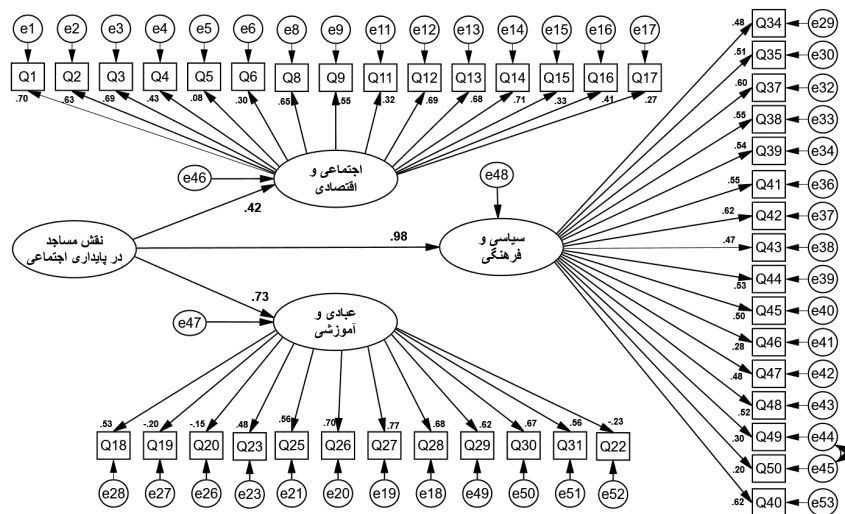 e1 e2 e3 e4 e5 e6 e8 e9 e11 e12 e13 e14 e15 e16 e17
Q1 Q2 Q3 Q4 Q5 Q6 Q8 Q9 Q11 Q12 Q13 Q14 Q15 Q16 Q17
.70 .63 .69 .43 .08 .30 .65 .55 .32 .69 .68 .71 .33 .41 .27
e46
اجتماعی و
اقتصادی
.42
e48
نقش مساجد
در پایداری اجتماعی
.98
سیاسی و
فرهنگی
.73
e47
عبادی و
آموزشی
.53 -.20 -.15 .48 .56 .70 .77 .68 .62 .67 .56 -.23
Q18 Q19 Q20 Q23 Q25 Q26 Q27 Q28 Q29 Q30 Q31 Q22
e28 e27 e26 e23 e21 e20 e19 e18 e49 e50 e51 e52
.48 Q34 e29
.51 Q35 e30
.60 Q37 e32
.55 Q38 e33
.54 Q39 e34
.55 Q41 e36
.62 Q42 e37
.47 Q43 e38
.53 Q44 e39
.50 Q45 e40
.28 Q46 e41
.48 Q47 e42
.52 Q48 e43
.30 Q49 e44
.20 Q50 e45
.62 Q40 e53